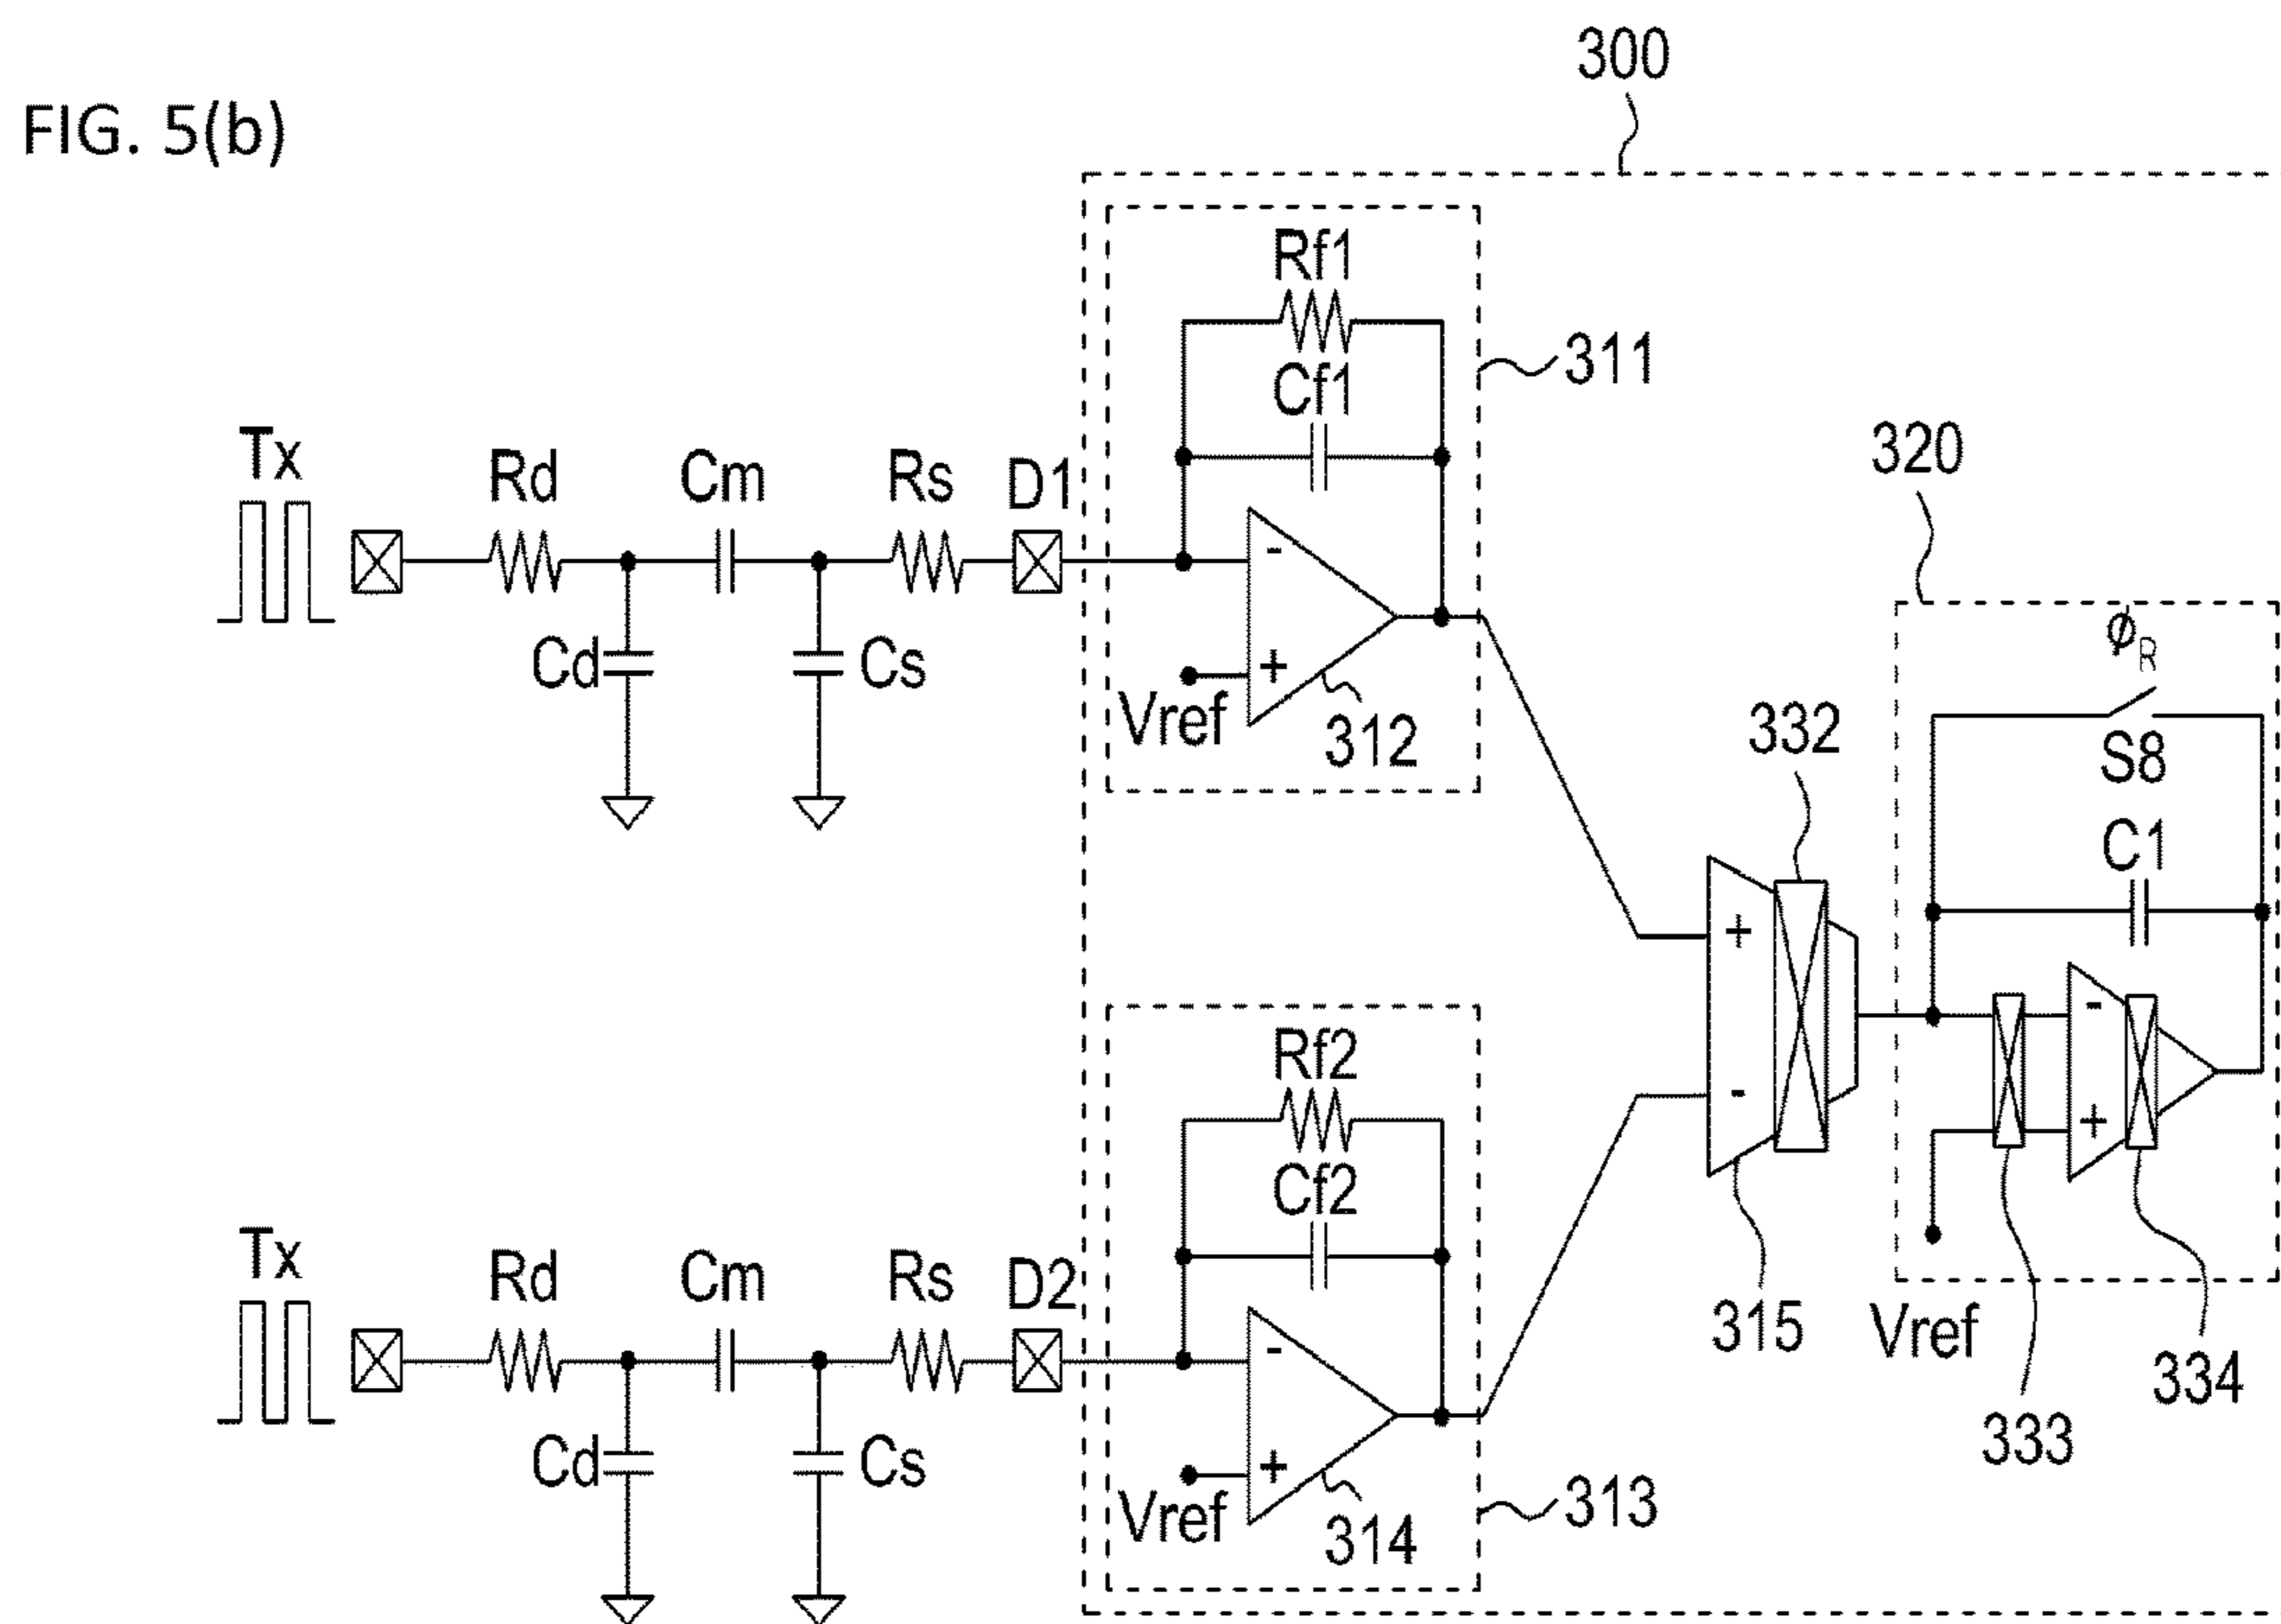 300
FIG. 5(b)
Rf1
311
Cf1
320
Tx
Rd
Cm
Rs
D1
-
ϕR
Cd
Cs
+
Vref
312
332
S8
C1
+
-
-
+
Rf2
Cf2
Tx
Rd
Cm
Rs
D2
315
Vref
334
-
333
Cd
Cs
+
Vref
314
313